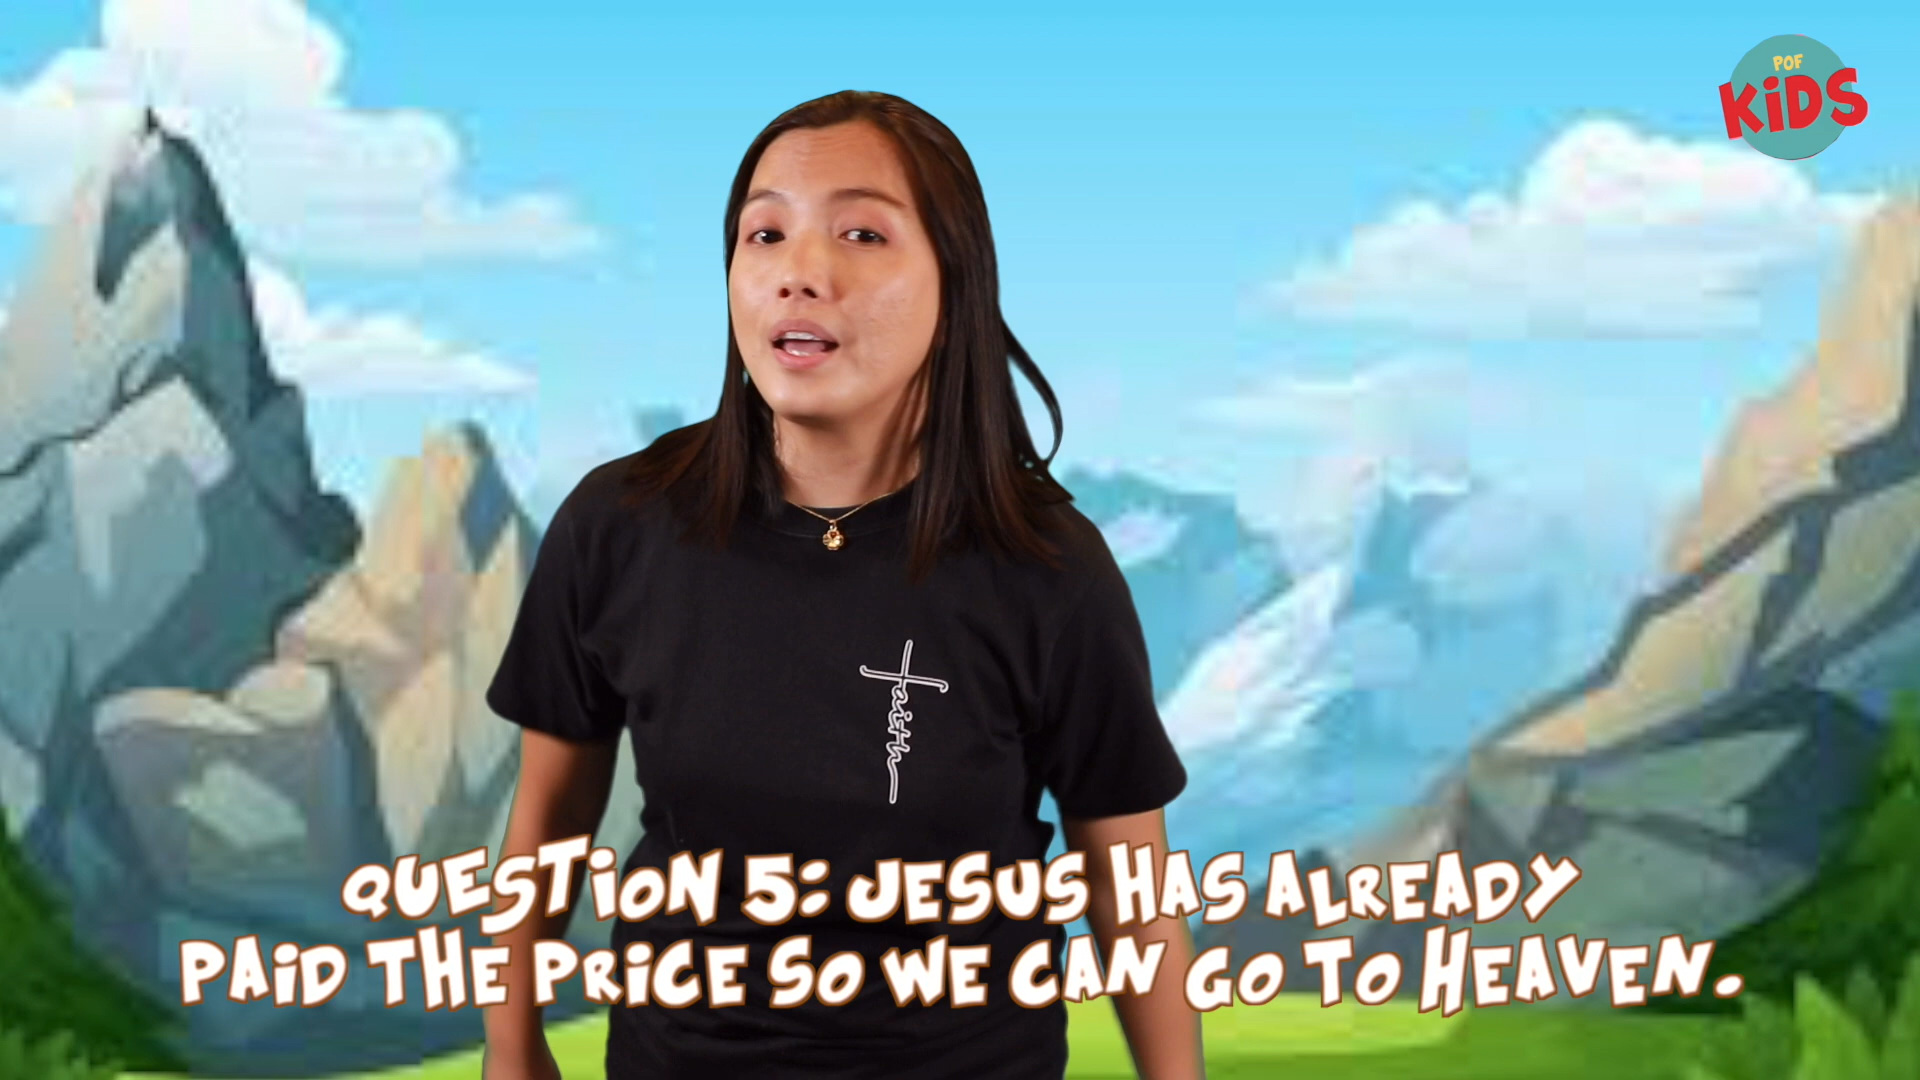 POF
KiDS
faith
QUESTiON 5: JESUS HAS ALREADY
PAiD THE PRiCE SO WE CAN GO TO HEAVEN.